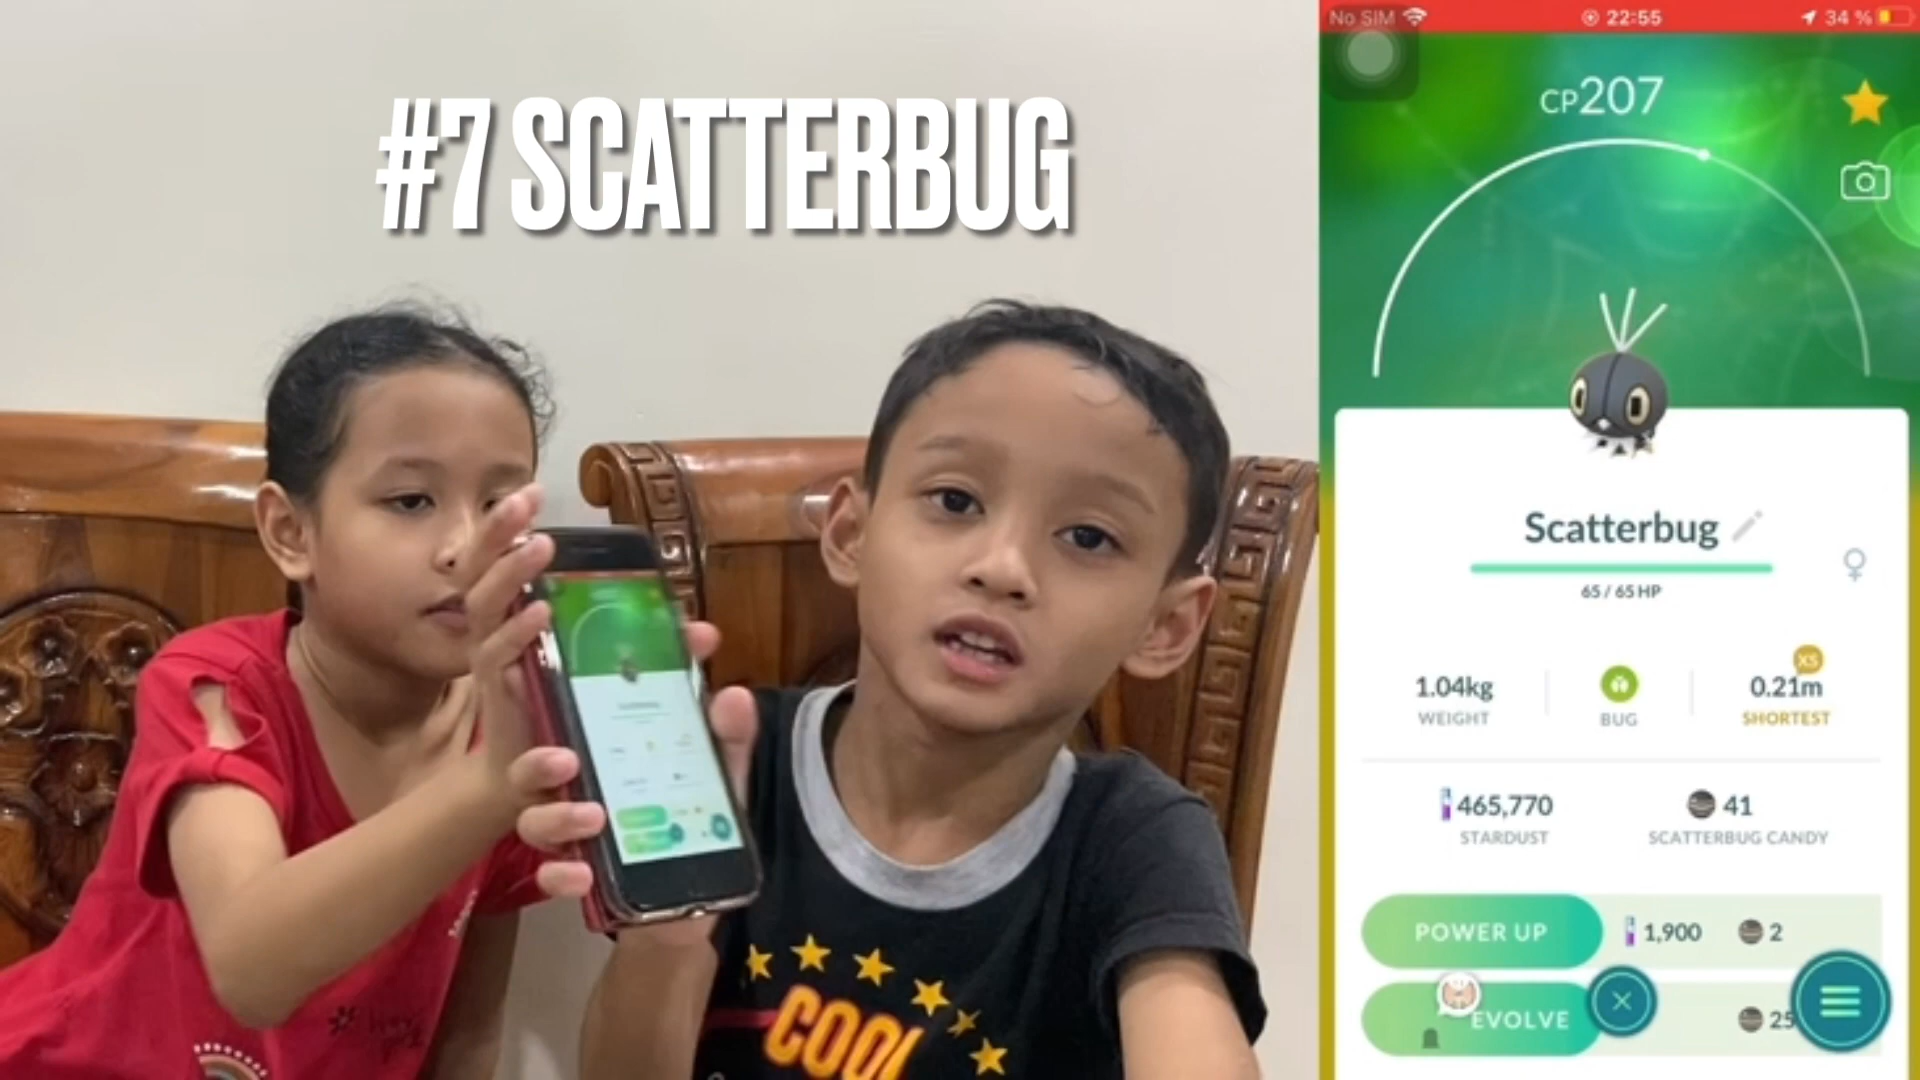 #7 SCATTERBUG
No SIM
22:55
34 %
CP207
Scatterbug
65 / 65 HP
1.04kg
WEIGHT
BUG
XS
0.21m
SHORTEST
465,770
STARDUST
41
SCATTERBUG CANDY
POWER UP
1,900
2
EVOLVE
25
COOL